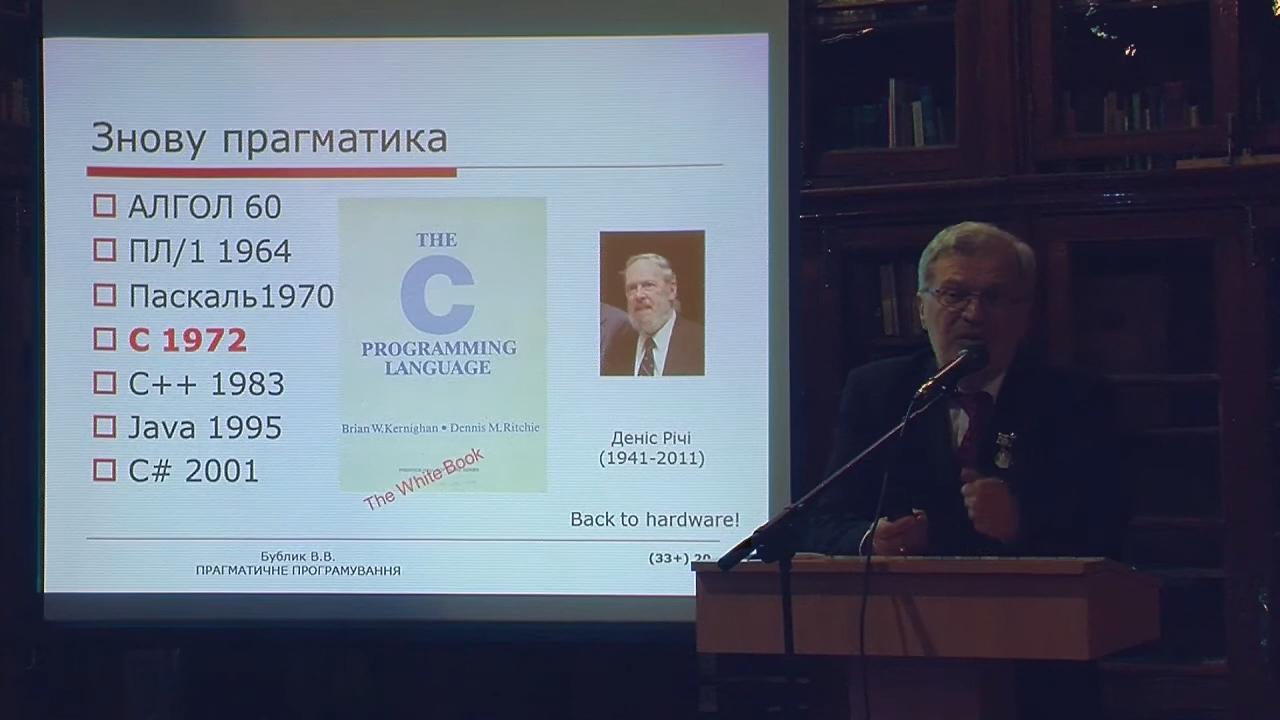 Знову прагматика
АЛГОЛ 60
ПЛ/1 1964
Паскаль1970
С 1972
С++ 1983
Java 1995
C# 2001
THE
C
PROGRAMMING
LANGUAGE
Brian W. Kernighan • Dennis M. Ritchie
The White Book
Деніс Річі
(1941-2011)
Back to hardware!
Бублик В.В.
ПРАГМАТИЧНЕ ПРОГРАМУВАННЯ
(33+) 20